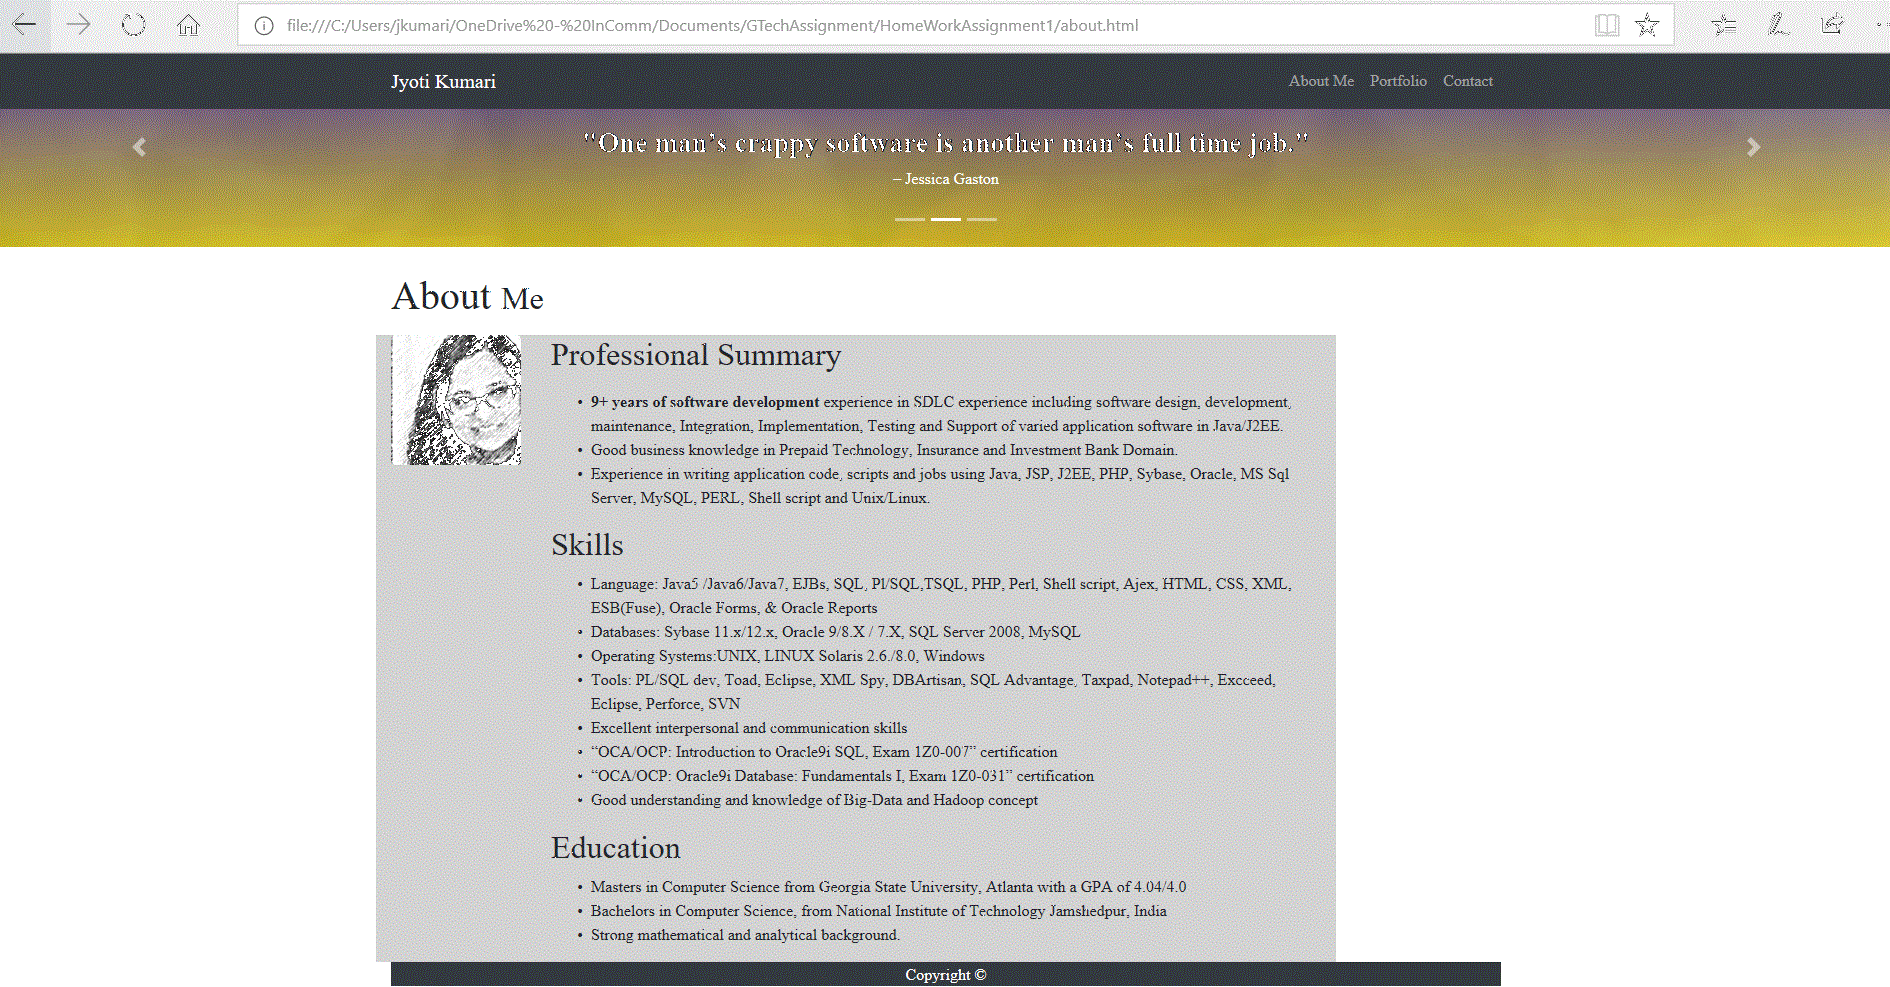 file:///C:/Users/jkumari/OneDrive%20-%20InComm/Documents/GTechAssignment/HomeWorkAssignment1/about.html
Jyoti Kumari
About Me Portfolio Contact
"One man's crappy software is another man's full time job."
– Jessica Gaston
About Me
Professional Summary
• 9+ years of software development experience in SDLC experience including software design, development,
maintenance, Integration, Implementation, Testing and Support of varied application software in Java/J2EE.
• Good business knowledge in Prepaid Technology, Insurance and Investment Bank Domain.
• Experience in writing application code, scripts and jobs using Java, JSP, J2EE, PHP, Sybase, Oracle, MS Sql
Server, MySQL, PERL, Shell script and Unix/Linux.
Skills
• Language: Java5 /Java6/Java7, EJBs, SQL, Pl/SQL,TSQL, PHP, Perl, Shell script, Ajex, HTML, CSS, XML,
ESB(Fuse), Oracle Forms, & Oracle Reports
• Databases: Sybase 11.x/12.x, Oracle 9/8.X / 7.X, SQL Server 2008, MySQL
• Operating Systems:UNIX, LINUX Solaris 2.6./8.0, Windows
• Tools: PL/SQL dev, Toad, Eclipse, XML Spy, DBArtisan, SQL Advantage, Taxpad, Notepad++, Excceed,
Eclipse, Perforce, SVN
• Excellent interpersonal and communication skills
• “OCA/OCP: Introduction to Oracle9i SQL, Exam 1Z0-007” certification
• “OCA/OCP: Oracle9i Database: Fundamentals I, Exam 1Z0-031” certification
• Good understanding and knowledge of Big-Data and Hadoop concept
Education
• Masters in Computer Science from Georgia State University, Atlanta with a GPA of 4.04/4.0
• Bachelors in Computer Science, from National Institute of Technology Jamshedpur, India
• Strong mathematical and analytical background.
Copyright ©